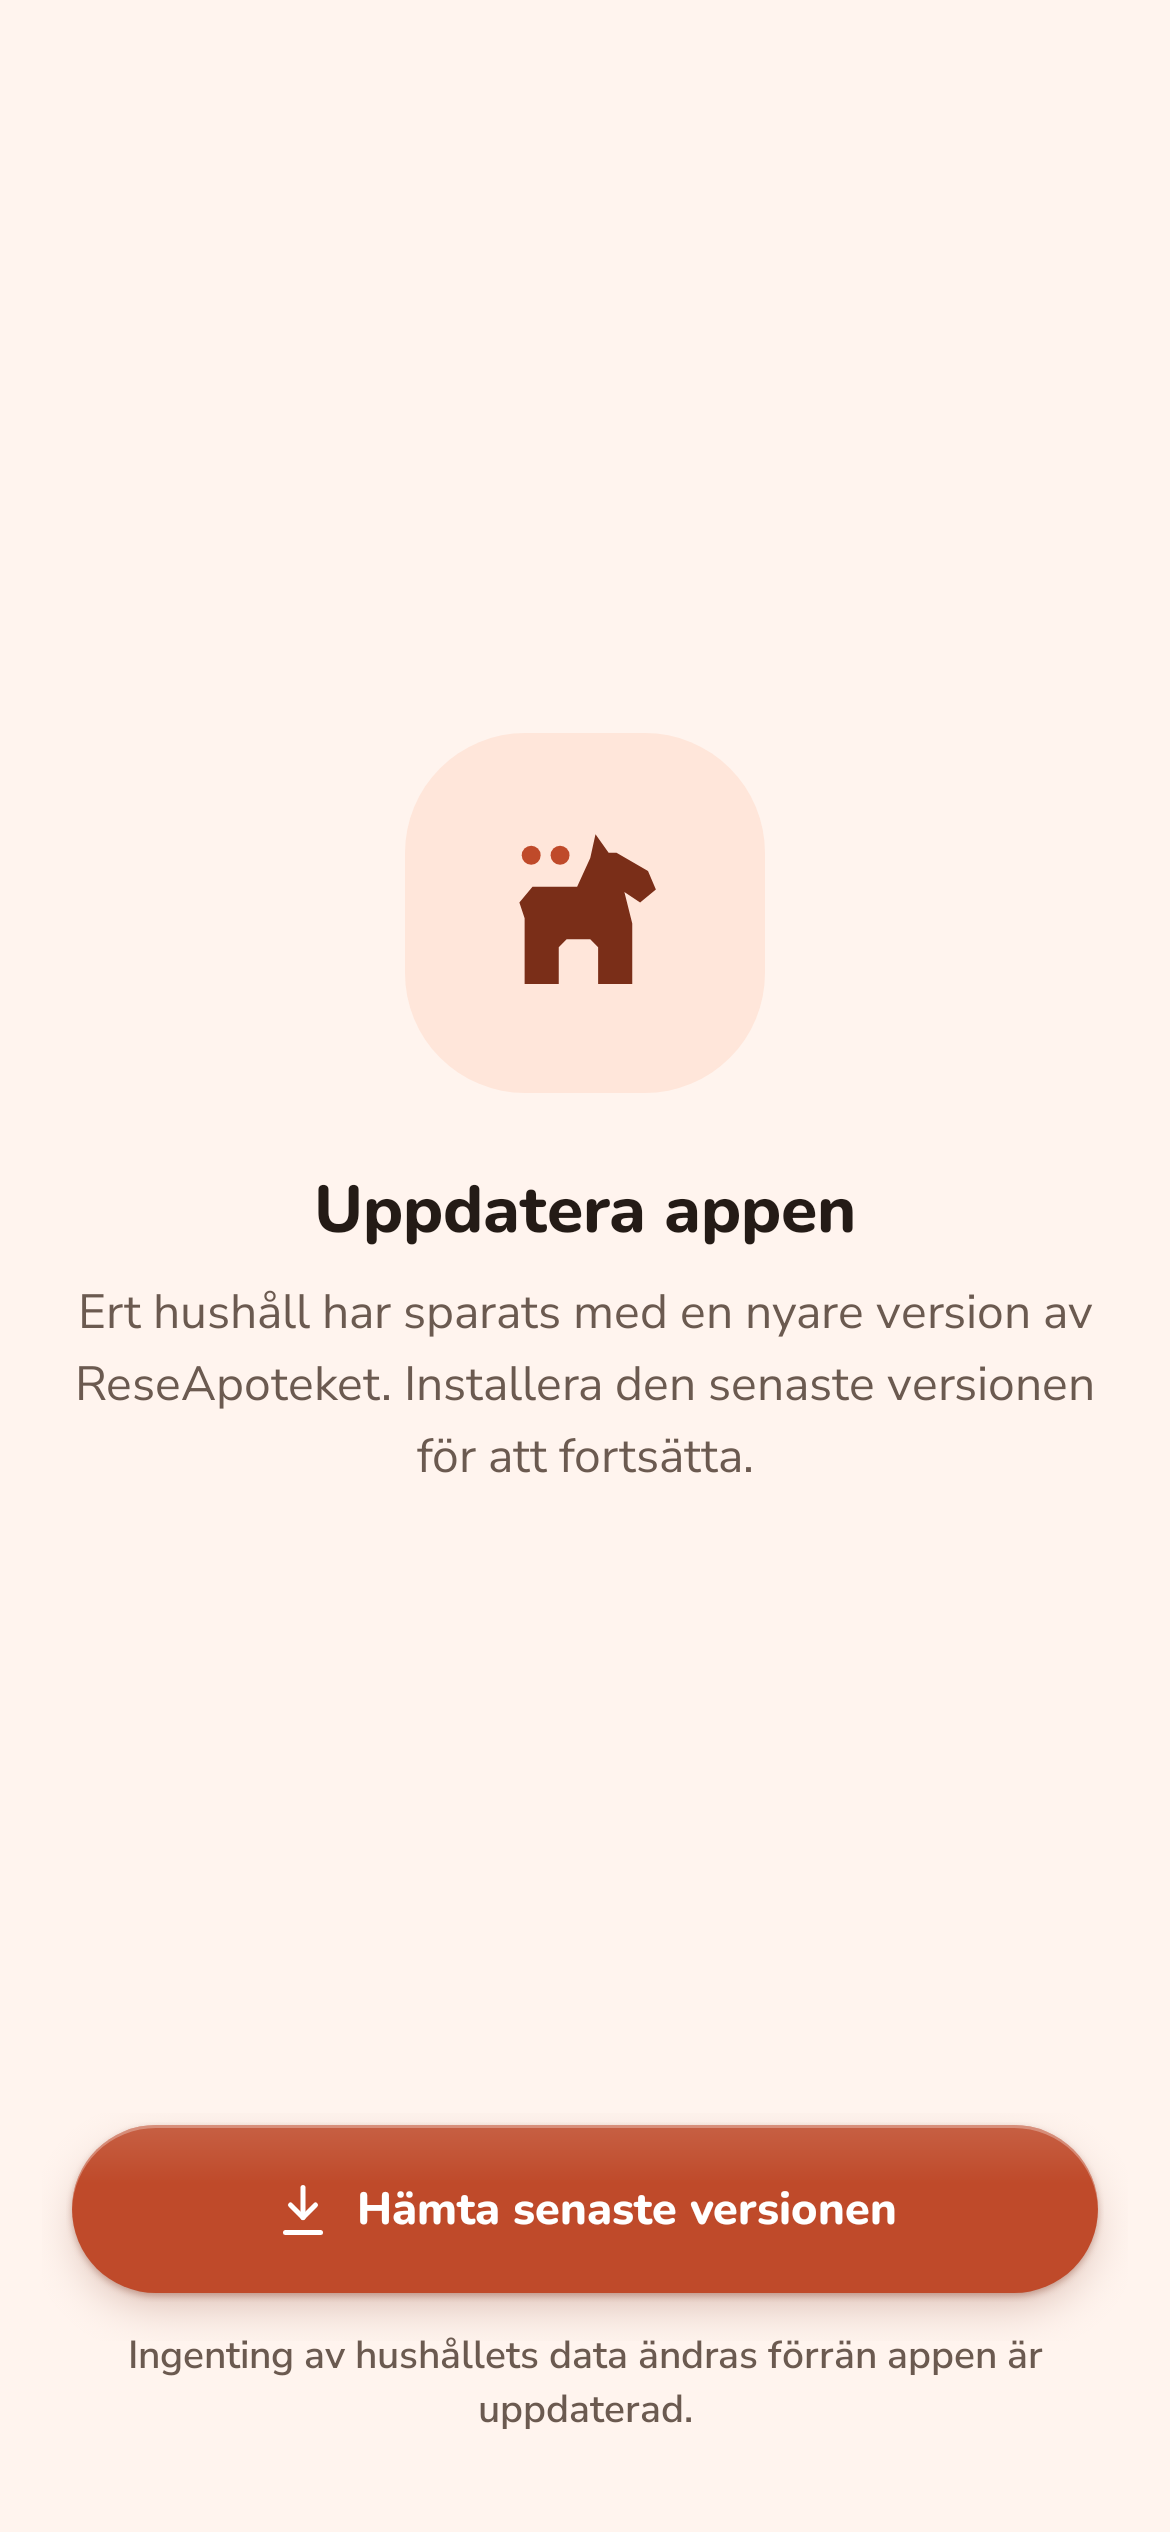 Uppdatera appen
Ert hushåll har sparats med en nyare version av
ReseApoteket. Installera den senaste versionen
för att fortsätta.
Hämta senaste versionen
Ingenting av hushållets data ändras förrän appen är
uppdaterad.